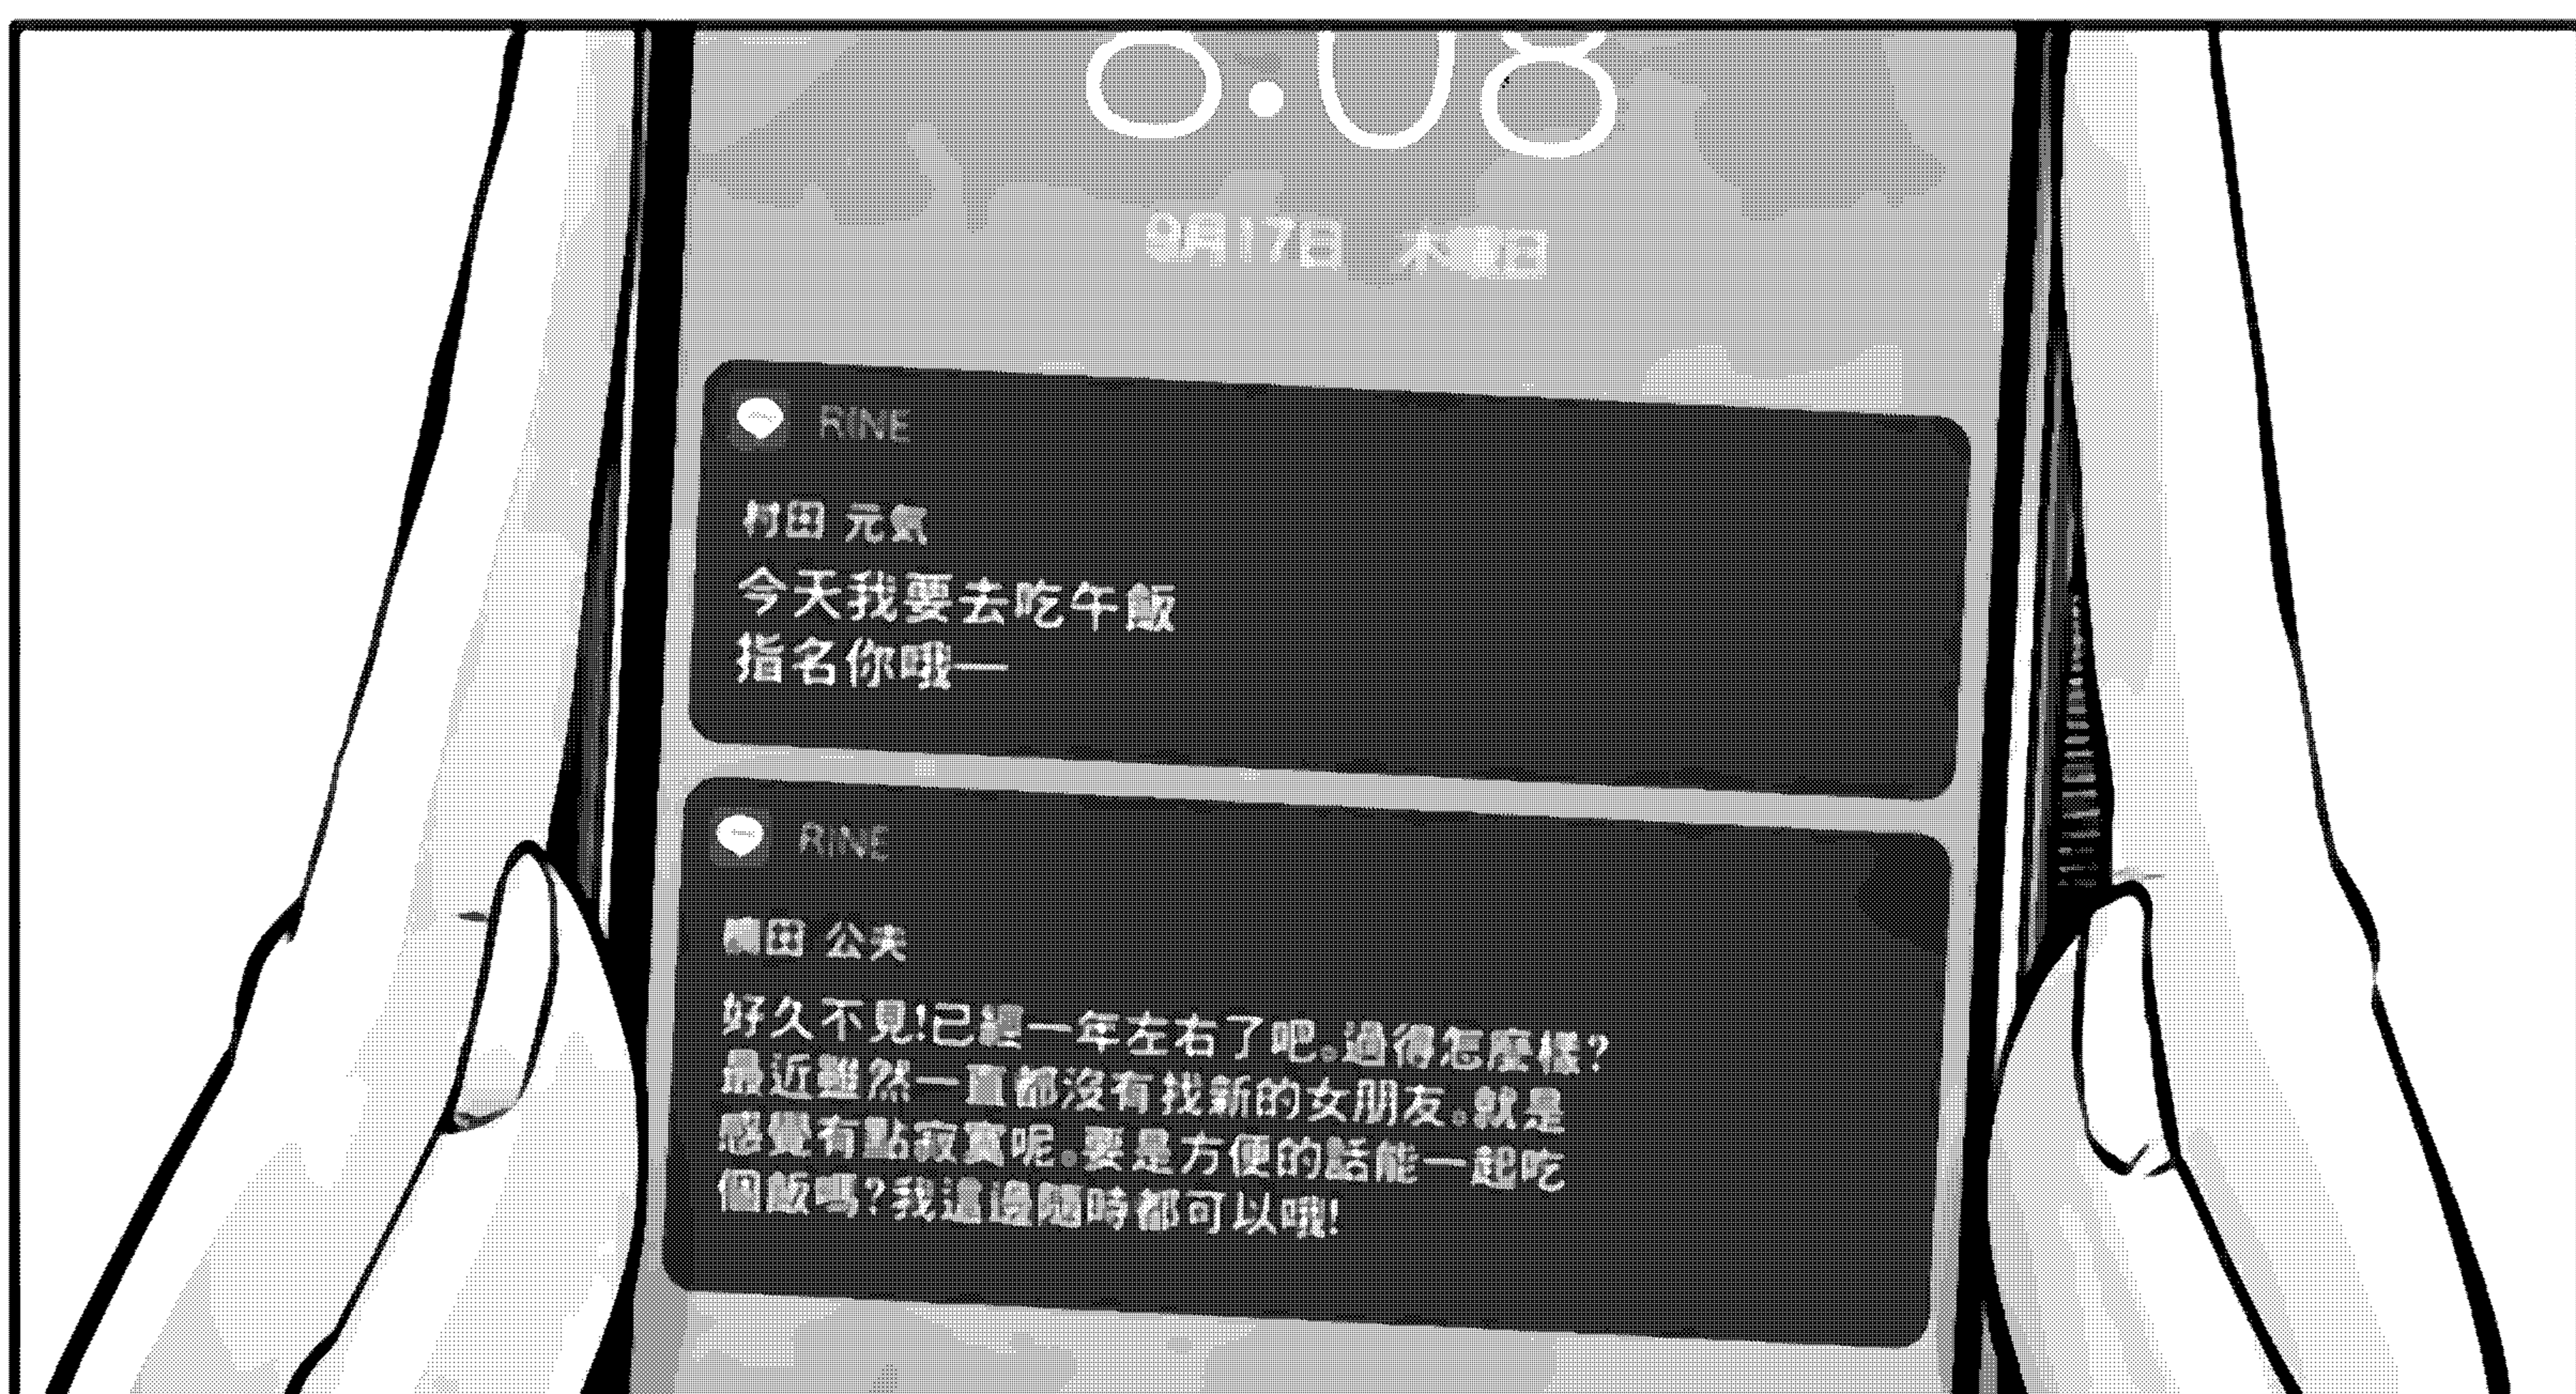 8:08
9月17日 木曜日
RINE
村田 元氣
今天我要去吃午飯
指名你哦—
RINE
田 公夫
好久不見!已經一年左右了吧。過得怎麼樣?
最近雖然一直都沒有找新的女朋友。就是
感覺有點寂寞呢。要是方便的話能一起吃
個飯嗎?我這邊隨時都可以哦!